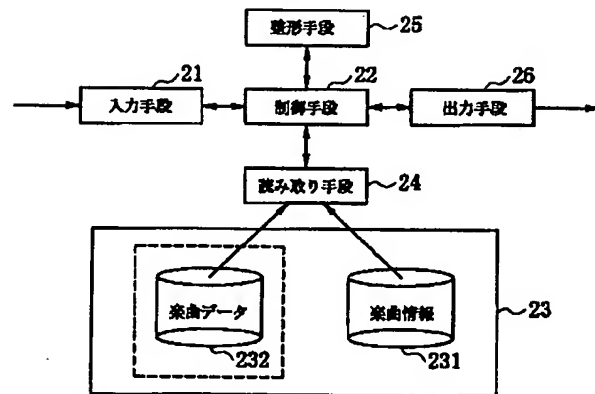 整形手段
25
21
22
26
入力手段
制御手段
出力手段
読み取り手段
24
楽曲データ
楽曲情報
23
232
231